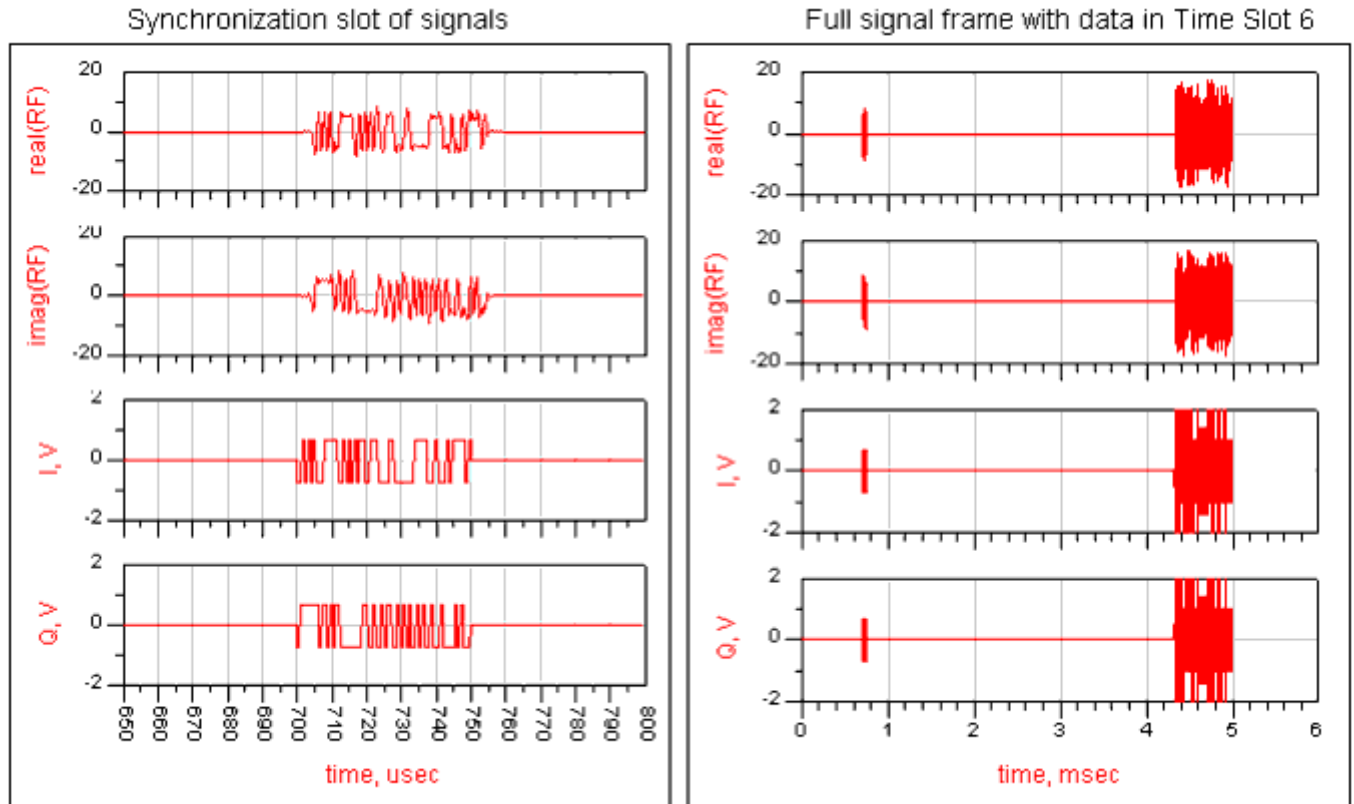 Synchronization slot of signals
Full signal frame with data in Time Slot 6
20
0
-20
real(RF)
20
0
-20
imag(RF)
2
0
-2
I, V
2
0
-2
Q, V
650 660 670 680 690 700 710 720 730 740 750 760 770 780 790 800
time, usec
20
0
-20
real(RF)
20
0
-20
imag(RF)
2
0
-2
I, V
2
0
-2
Q, V
0 1 2 3 4 5 6
time, msec